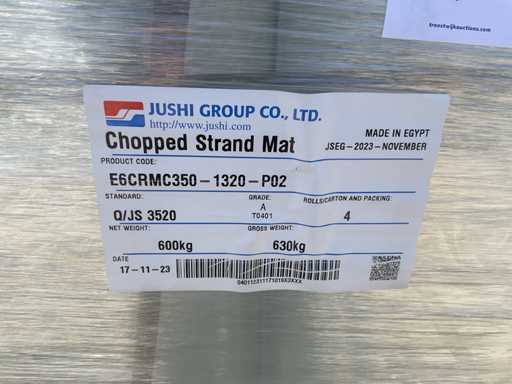 troostwijkauctions.com
JUSHI GROUP CO., LTD.
http://www.jushi.com
Chopped Strand Mat
MADE IN EGYPT
JSEG-2023-NOVEMBER
PRODUCT CODE:
E6CRMC350-1320-P02
STANDARD: GRADE: ROLLS/CARTON AND PACKING:
Q/JS 3520 A T0401 4
NET WEIGHT: GROSS WEIGHT:
600kg 630kg
DATE
17-11-23